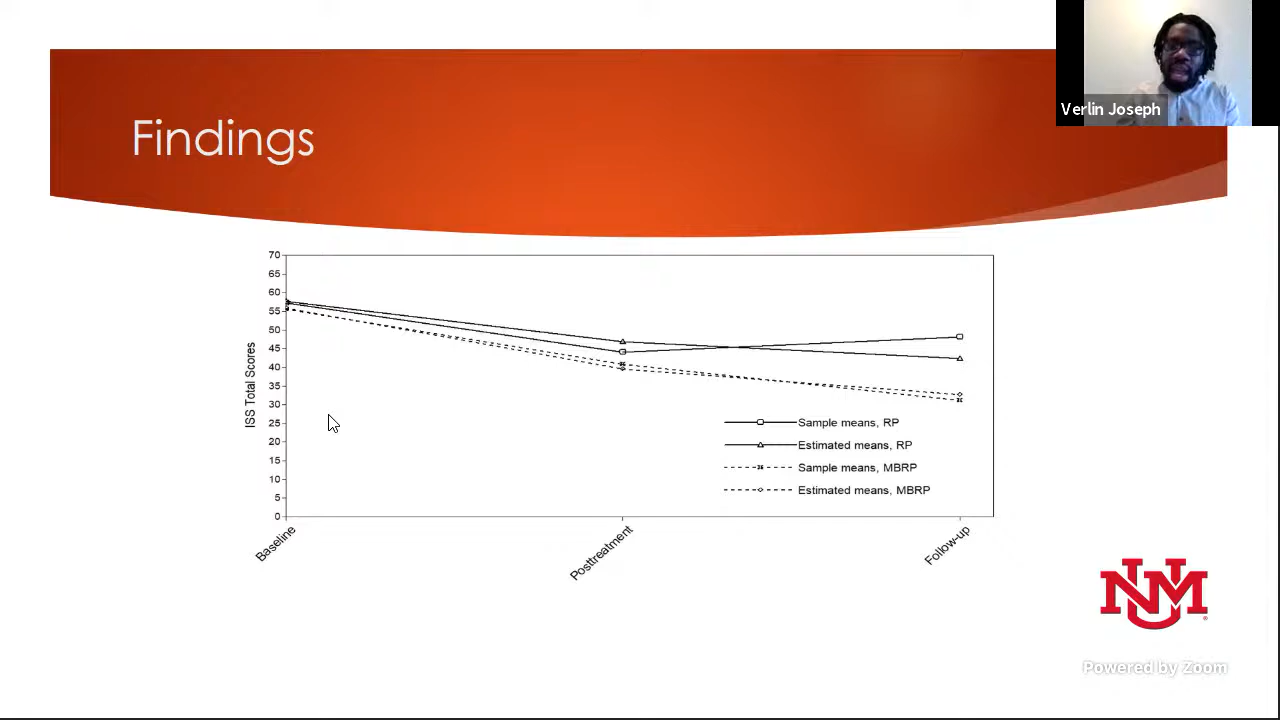 Verlin Joseph
Findings
70
65
60
55
50
45
40
35
30
25
20
15
10
5
0
ISS Total Scores
Sample means, RP
Estimated means, RP
Sample means, MBRP
Estimated means, MBRP
Baseline
Posttreatment
Follow-up
UNM®
Powered by Zoom